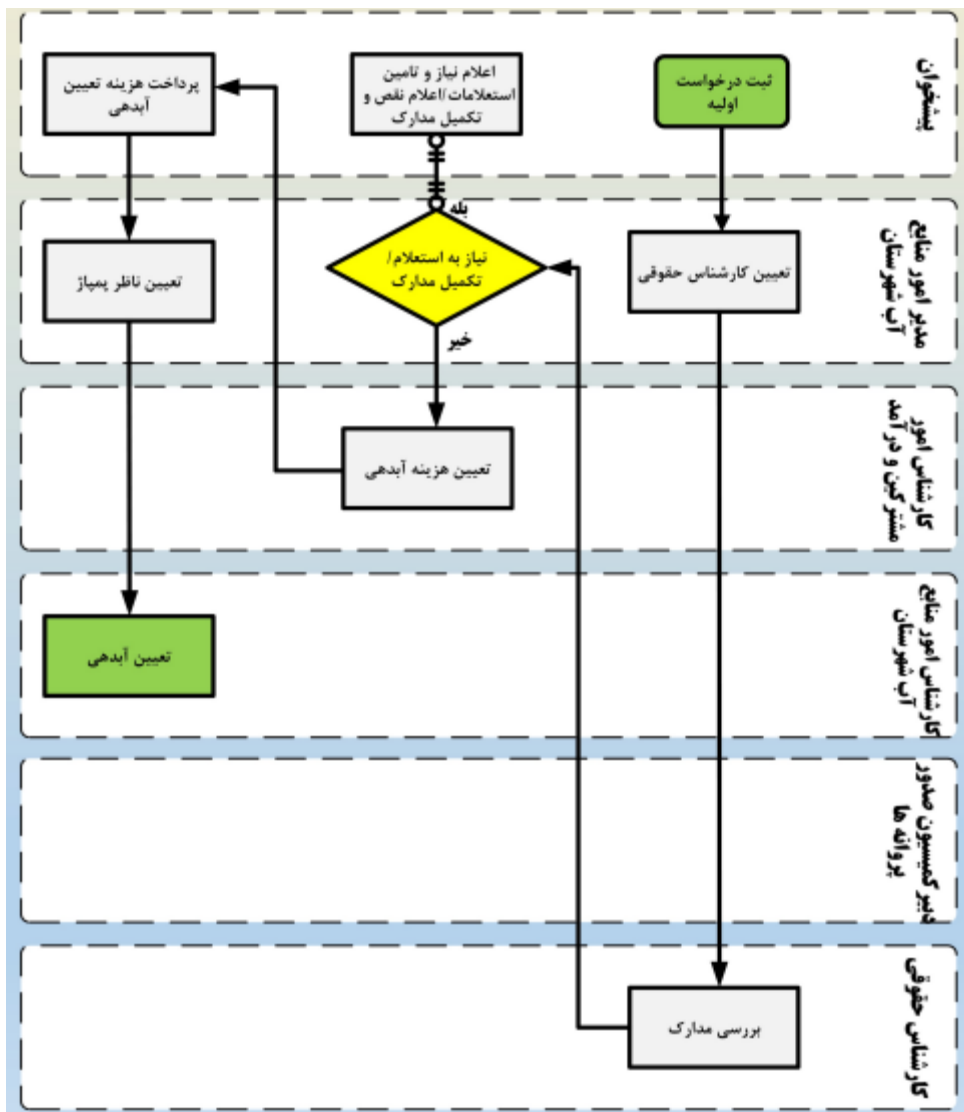 پیشخوان
ثبت درخواست
اولیه
اعلام نیاز و تامین
استعلامات/اعلام نقص و
تکمیل مدارک
پرداخت هزینه تعیین
آبدهی
مدیر امور منابع
آب شهرستان
تعیین کارشناس حقوقی
بله
نیاز به استعلام/
تکمیل مدارک
خیر
تعیین ناظر پمپاژ
کارشناس امور
مشترکین و درآمد
تعیین هزینه آبدهی
کارشناس امور منابع
آب شهرستان
تعیین آبدهی
دبیر کمیسیون صدور
پروانه ها
کارشناس حقوقی
بررسی مدارک